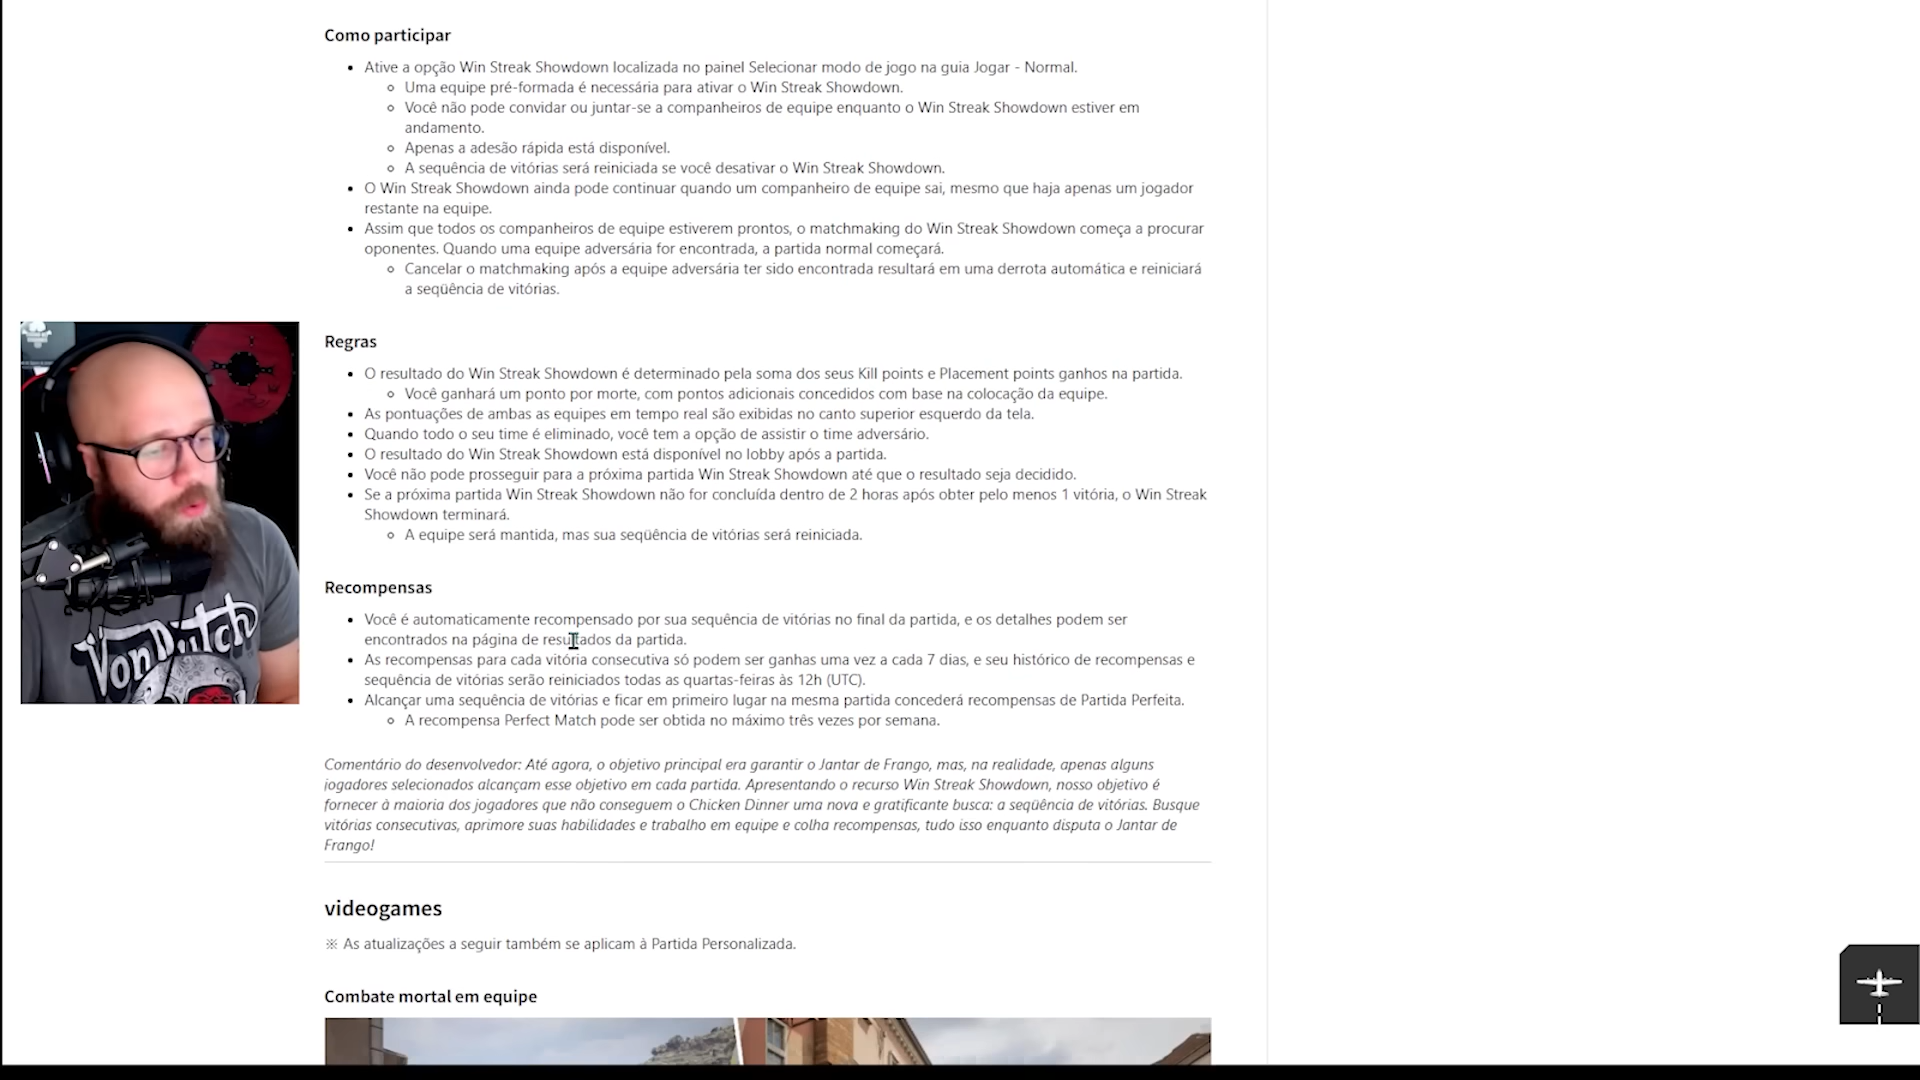 Como participar
Ative a opção Win Streak Showdown localizada no painel Selecionar modo de jogo na guia Jogar - Normal.
Uma equipe pré-formada é necessária para ativar o Win Streak Showdown.
Você não pode convidar ou juntar-se a companheiros de equipe enquanto o Win Streak Showdown estiver em
andamento.
Apenas a adesão rápida está disponível.
A sequência de vitórias será reiniciada se você desativar o Win Streak Showdown.
O Win Streak Showdown ainda pode continuar quando um companheiro de equipe sai, mesmo que haja apenas um jogador
restante na equipe.
Assim que todos os companheiros de equipe estiverem prontos, o matchmaking do Win Streak Showdown começa a procurar
oponentes. Quando uma equipe adversária for encontrada, a partida normal começará.
Cancelar o matchmaking após a equipe adversária ter sido encontrada resultará em uma derrota automática e reiniciará
a seqüência de vitórias.
Regras
O resultado do Win Streak Showdown é determinado pela soma dos seus Kill points e Placement points ganhos na partida.
Você ganhará um ponto por morte, com pontos adicionais concedidos com base na colocação da equipe.
As pontuações de ambas as equipes em tempo real são exibidas no canto superior esquerdo da tela.
Quando todo o seu time é eliminado, você tem a opção de assistir o time adversário.
O resultado do Win Streak Showdown está disponível no lobby após a partida.
Você não pode prosseguir para a próxima partida Win Streak Showdown até que o resultado seja decidido.
Se a próxima partida Win Streak Showdown não for concluída dentro de 2 horas após obter pelo menos 1 vitória, o Win Streak
Showdown terminará.
A equipe será mantida, mas sua seqüência de vitórias será reiniciada.
Von Dutch
Recompensas
Você é automaticamente recompensado por sua sequência de vitórias no final da partida, e os detalhes podem ser
encontrados na página de resultados da partida.
As recompensas para cada vitória consecutiva só podem ser ganhas uma vez a cada 7 dias, e seu histórico de recompensas e
sequência de vitórias serão reiniciados todas as quartas-feiras às 12h (UTC).
Alcançar uma sequência de vitórias e ficar em primeiro lugar na mesma partida concederá recompensas de Partida Perfeita.
A recompensa Perfect Match pode ser obtida no máximo três vezes por semana.
Comentário do desenvolvedor: Até agora, o objetivo principal era garantir o Jantar de Frango, mas, na realidade, apenas alguns
jogadores selecionados alcançam esse objetivo em cada partida. Apresentando o recurso Win Streak Showdown, nosso objetivo é
fornecer à maioria dos jogadores que não conseguem o Chicken Dinner uma nova e gratificante busca: a seqüência de vitórias. Busque
vitórias consecutivas, aprimore suas habilidades e trabalho em equipe e colha recompensas, tudo isso enquanto disputa o Jantar de
Frango!
videogames
※ As atualizações a seguir também se aplicam à Partida Personalizada.
Combate mortal em equipe